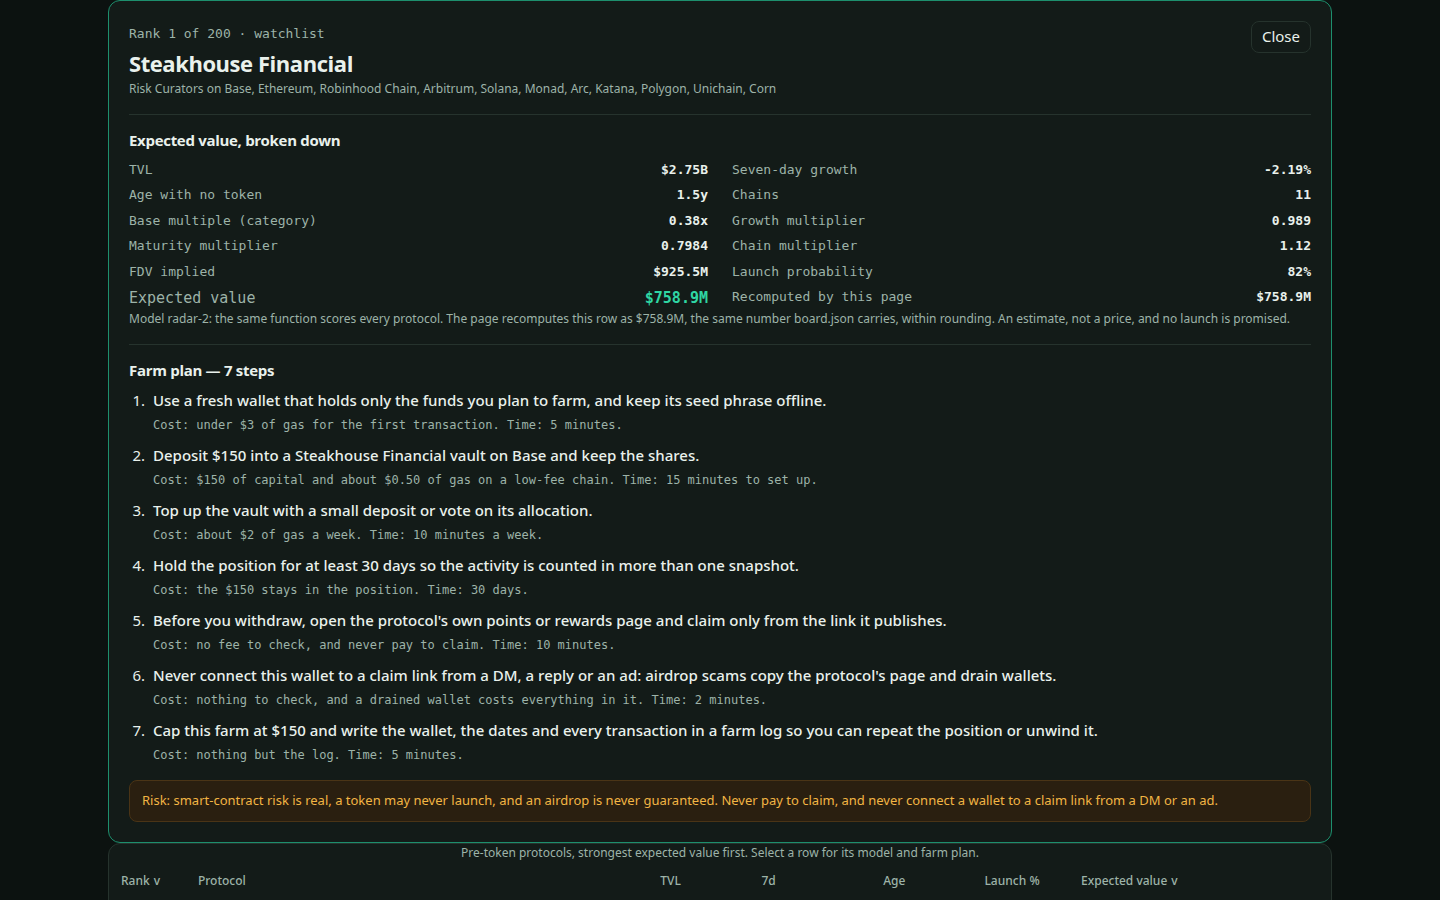 Rank 1 of 200 · watchlist
Close
Steakhouse Financial
Risk Curators on Base, Ethereum, Robinhood Chain, Arbitrum, Solana, Monad, Arc, Katana, Polygon, Unichain, Corn
Expected value, broken down
TVL $2.75B Seven-day growth -2.19%
Age with no token 1.5y Chains 11
Base multiple (category) 0.38x Growth multiplier 0.989
Maturity multiplier 0.7984 Chain multiplier 1.12
FDV implied $925.5M Launch probability 82%
Expected value $758.9M Recomputed by this page $758.9M
Model radar-2: the same function scores every protocol. The page recomputes this row as $758.9M, the same number board.json carries, within rounding. An estimate, not a price, and no launch is promised.
Farm plan — 7 steps
1. Use a fresh wallet that holds only the funds you plan to farm, and keep its seed phrase offline.
Cost: under $3 of gas for the first transaction. Time: 5 minutes.
2. Deposit $150 into a Steakhouse Financial vault on Base and keep the shares.
Cost: $150 of capital and about $0.50 of gas on a low-fee chain. Time: 15 minutes to set up.
3. Top up the vault with a small deposit or vote on its allocation.
Cost: about $2 of gas a week. Time: 10 minutes a week.
4. Hold the position for at least 30 days so the activity is counted in more than one snapshot.
Cost: the $150 stays in the position. Time: 30 days.
5. Before you withdraw, open the protocol's own points or rewards page and claim only from the link it publishes.
Cost: no fee to check, and never pay to claim. Time: 10 minutes.
6. Never connect this wallet to a claim link from a DM, a reply or an ad: airdrop scams copy the protocol's page and drain wallets.
Cost: nothing to check, and a drained wallet costs everything in it. Time: 2 minutes.
7. Cap this farm at $150 and write the wallet, the dates and every transaction in a farm log so you can repeat the position or unwind it.
Cost: nothing but the log. Time: 5 minutes.
Risk: smart-contract risk is real, a token may never launch, and an airdrop is never guaranteed. Never pay to claim, and never connect a wallet to a claim link from a DM or an ad.
Pre-token protocols, strongest expected value first. Select a row for its model and farm plan.
Rank v Protocol TVL 7d Age Launch % Expected value v